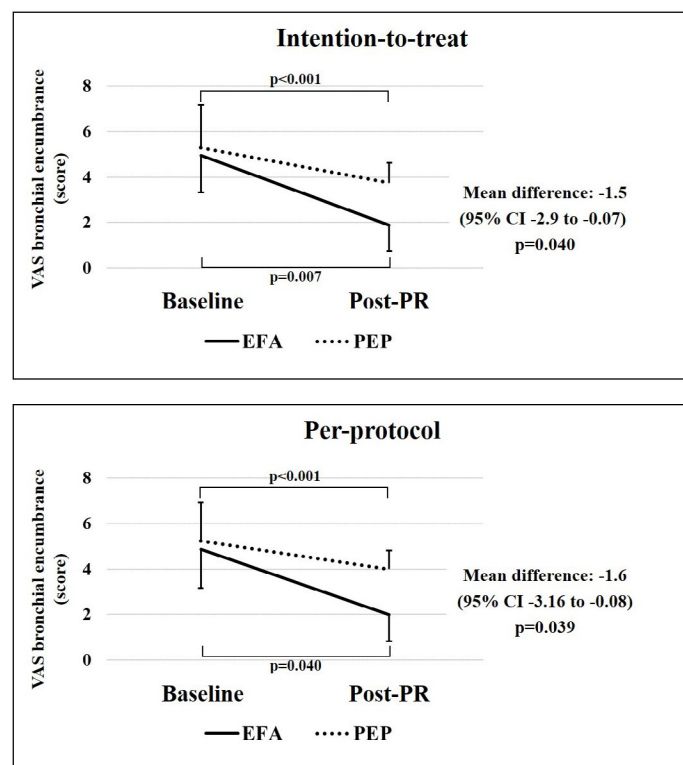 Intention-to-treat
p<0.001
8
6
4
2
0
VAS bronchial encumbrance
(score)
Mean difference: -1.5
(95% CI -2.9 to -0.07)
p=0.040
p=0.007
Baseline Post-PR
EFA PEP
Per-protocol
p<0.001
8
6
4
2
0
VAS bronchial encumbrance
(score)
Mean difference: -1.6
(95% CI -3.16 to -0.08)
p=0.039
p=0.040
Baseline Post-PR
EFA PEP